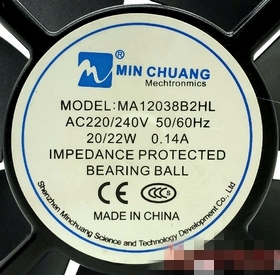 MIN CHUANG
Mechtronmics
MODEL:MA12038B2HL
AC220/240V 50/60Hz
20/22W 0.14A
IMPEDANCE PROTECTED
BEARING BALL
CE CCC
MADE IN CHINA
Shenzhen Minchuang Science and Technology Development Co.,Ltd.